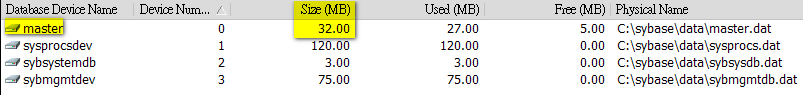 Database Device Name Device Num... Size (MB) Used (MB) Free (MB) Physical Name
master 0 32.00 27.00 5.00 C:\sybase\data\master.dat
sysprocsdev 1 120.00 120.00 0.00 C:\sybase\data\sysprocs.dat
sybsystemdb 2 3.00 3.00 0.00 C:\sybase\data\sybsysdb.dat
sybmgmtdev 3 75.00 75.00 0.00 C:\sybase\data\sybmgmtdb.dat